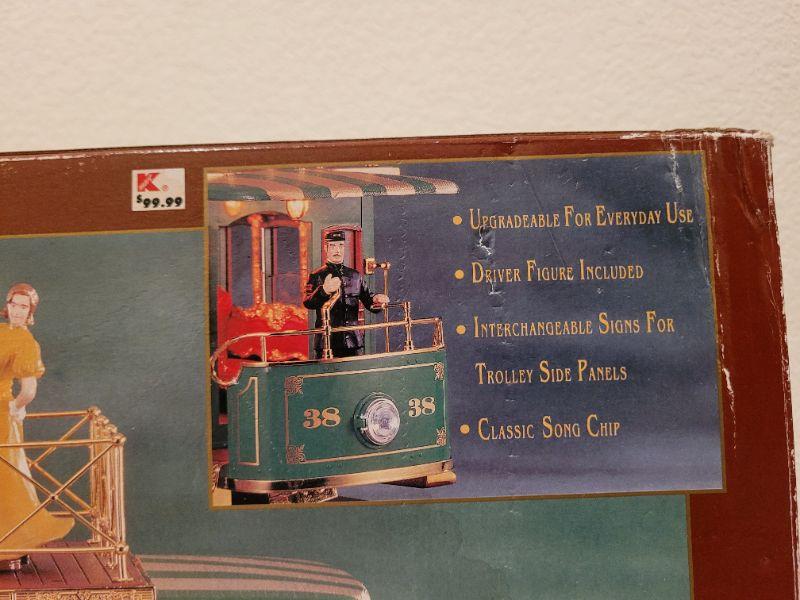 K
$99.99
• UPGRADEABLE FOR EVERYDAY USE
• DRIVER FIGURE INCLUDED
• INTERCHANGEABLE SIGNS FOR
TROLLEY SIDE PANELS
• CLASSIC SONG CHIP
38 38